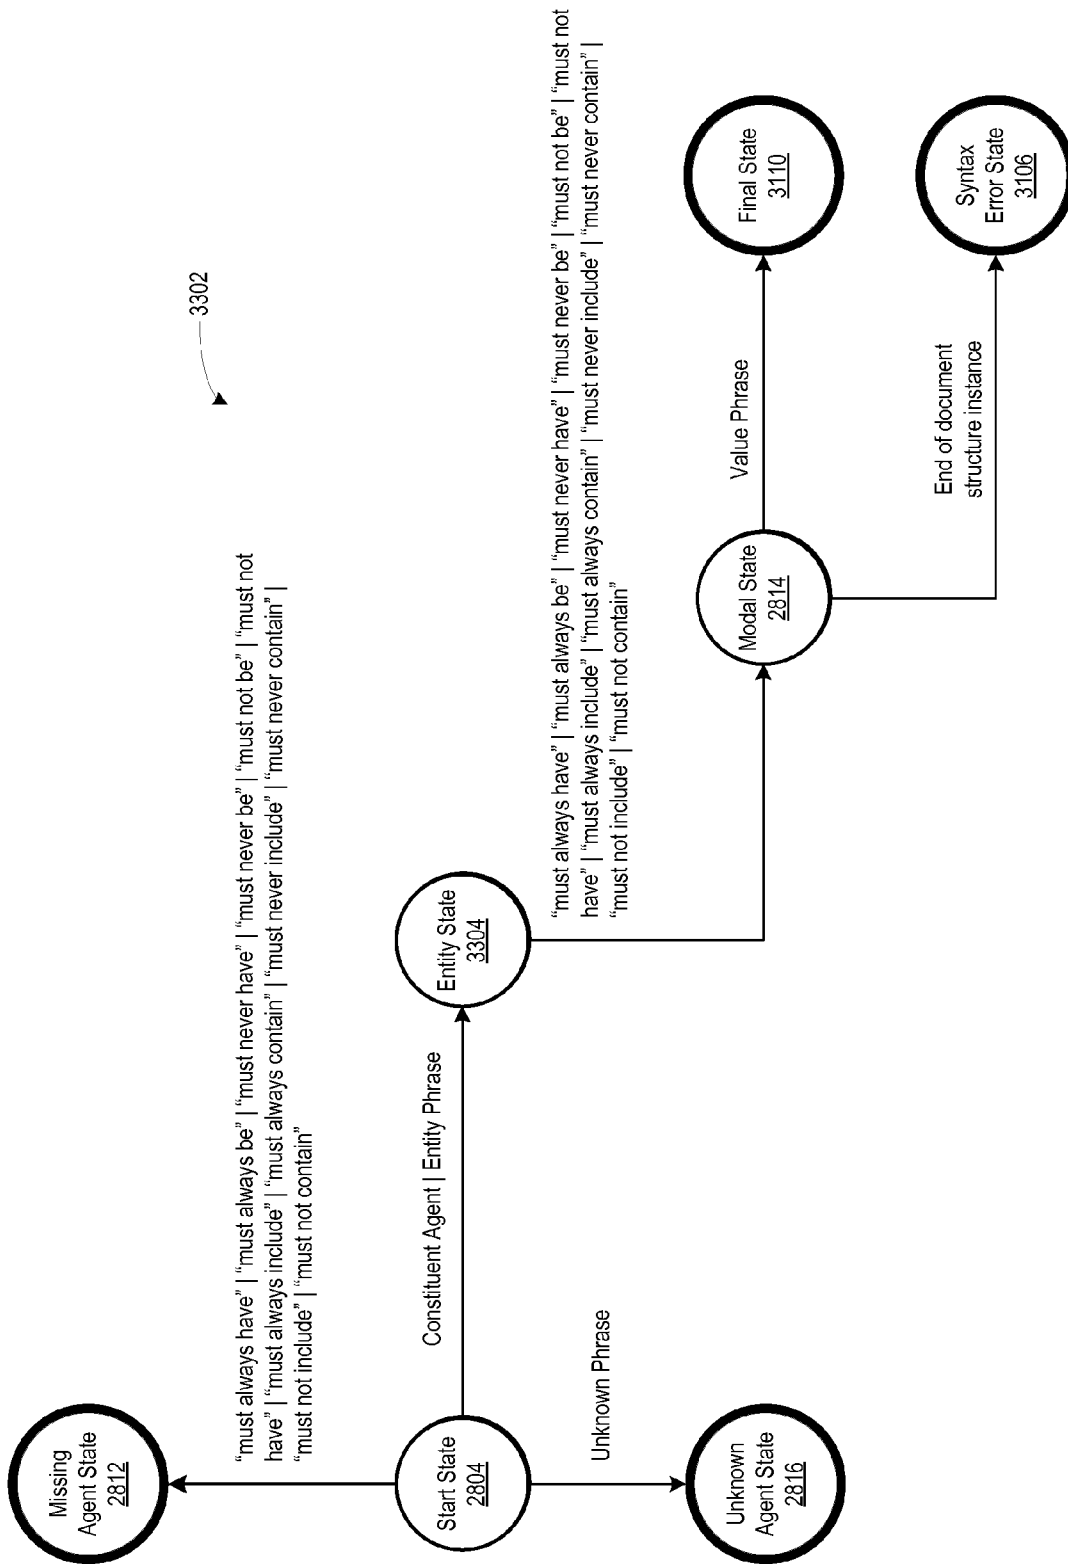 3302
"must always have" | "must always be" | "must never have" | "must never be" | "must not be" | "must not
have" | "must always include" | "must always contain" | "must never include" | "must never contain" |
"must not include" | "must not contain"
Missing
Agent State
2812
Start State
2804
Constituent Agent | Entity Phrase
Entity State
3304
Unknown Phrase
Unknown
Agent State
2816
"must always have" | "must always be" | "must never have" | "must never be" | "must not be" | "must not
have" | "must always include" | "must always contain" | "must never include" | "must never contain" |
"must not include" | "must not contain"
Modal State
2814
Value Phrase
Final State
3110
End of document
structure instance
Syntax
Error State
3106